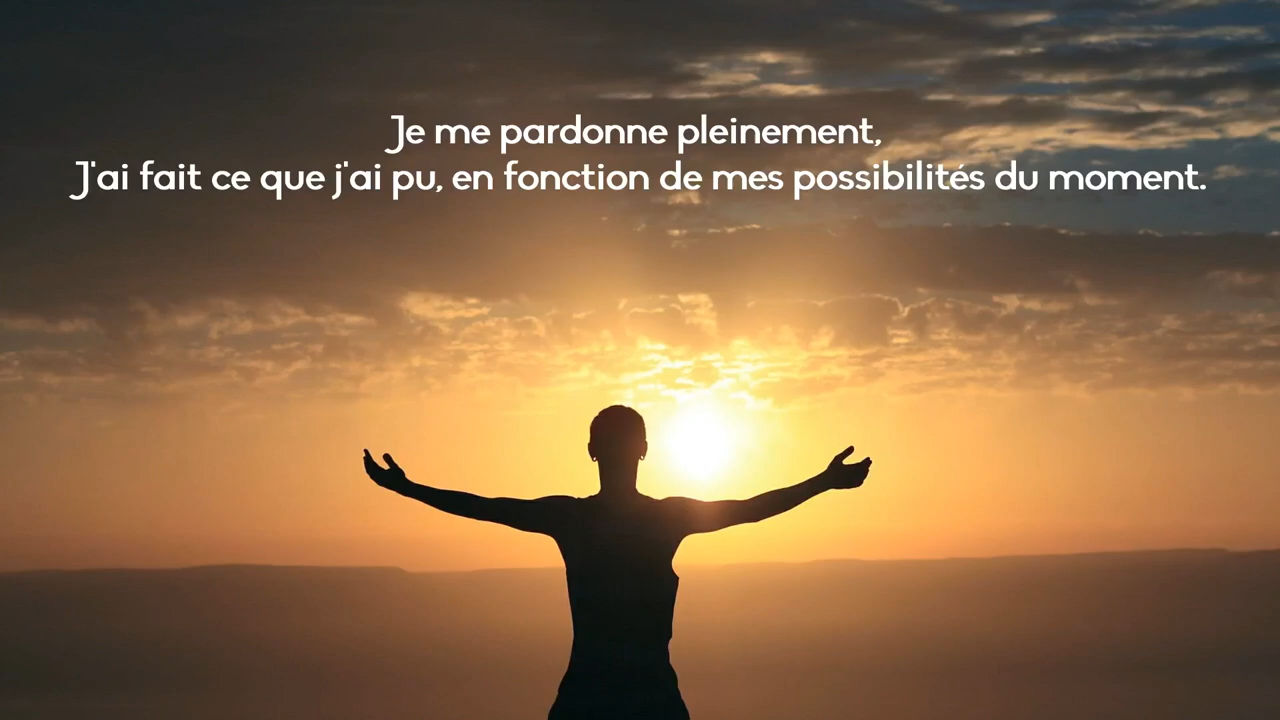 Je me pardonne pleinement,
J'ai fait ce que j'ai pu, en fonction de mes possibilités du moment.